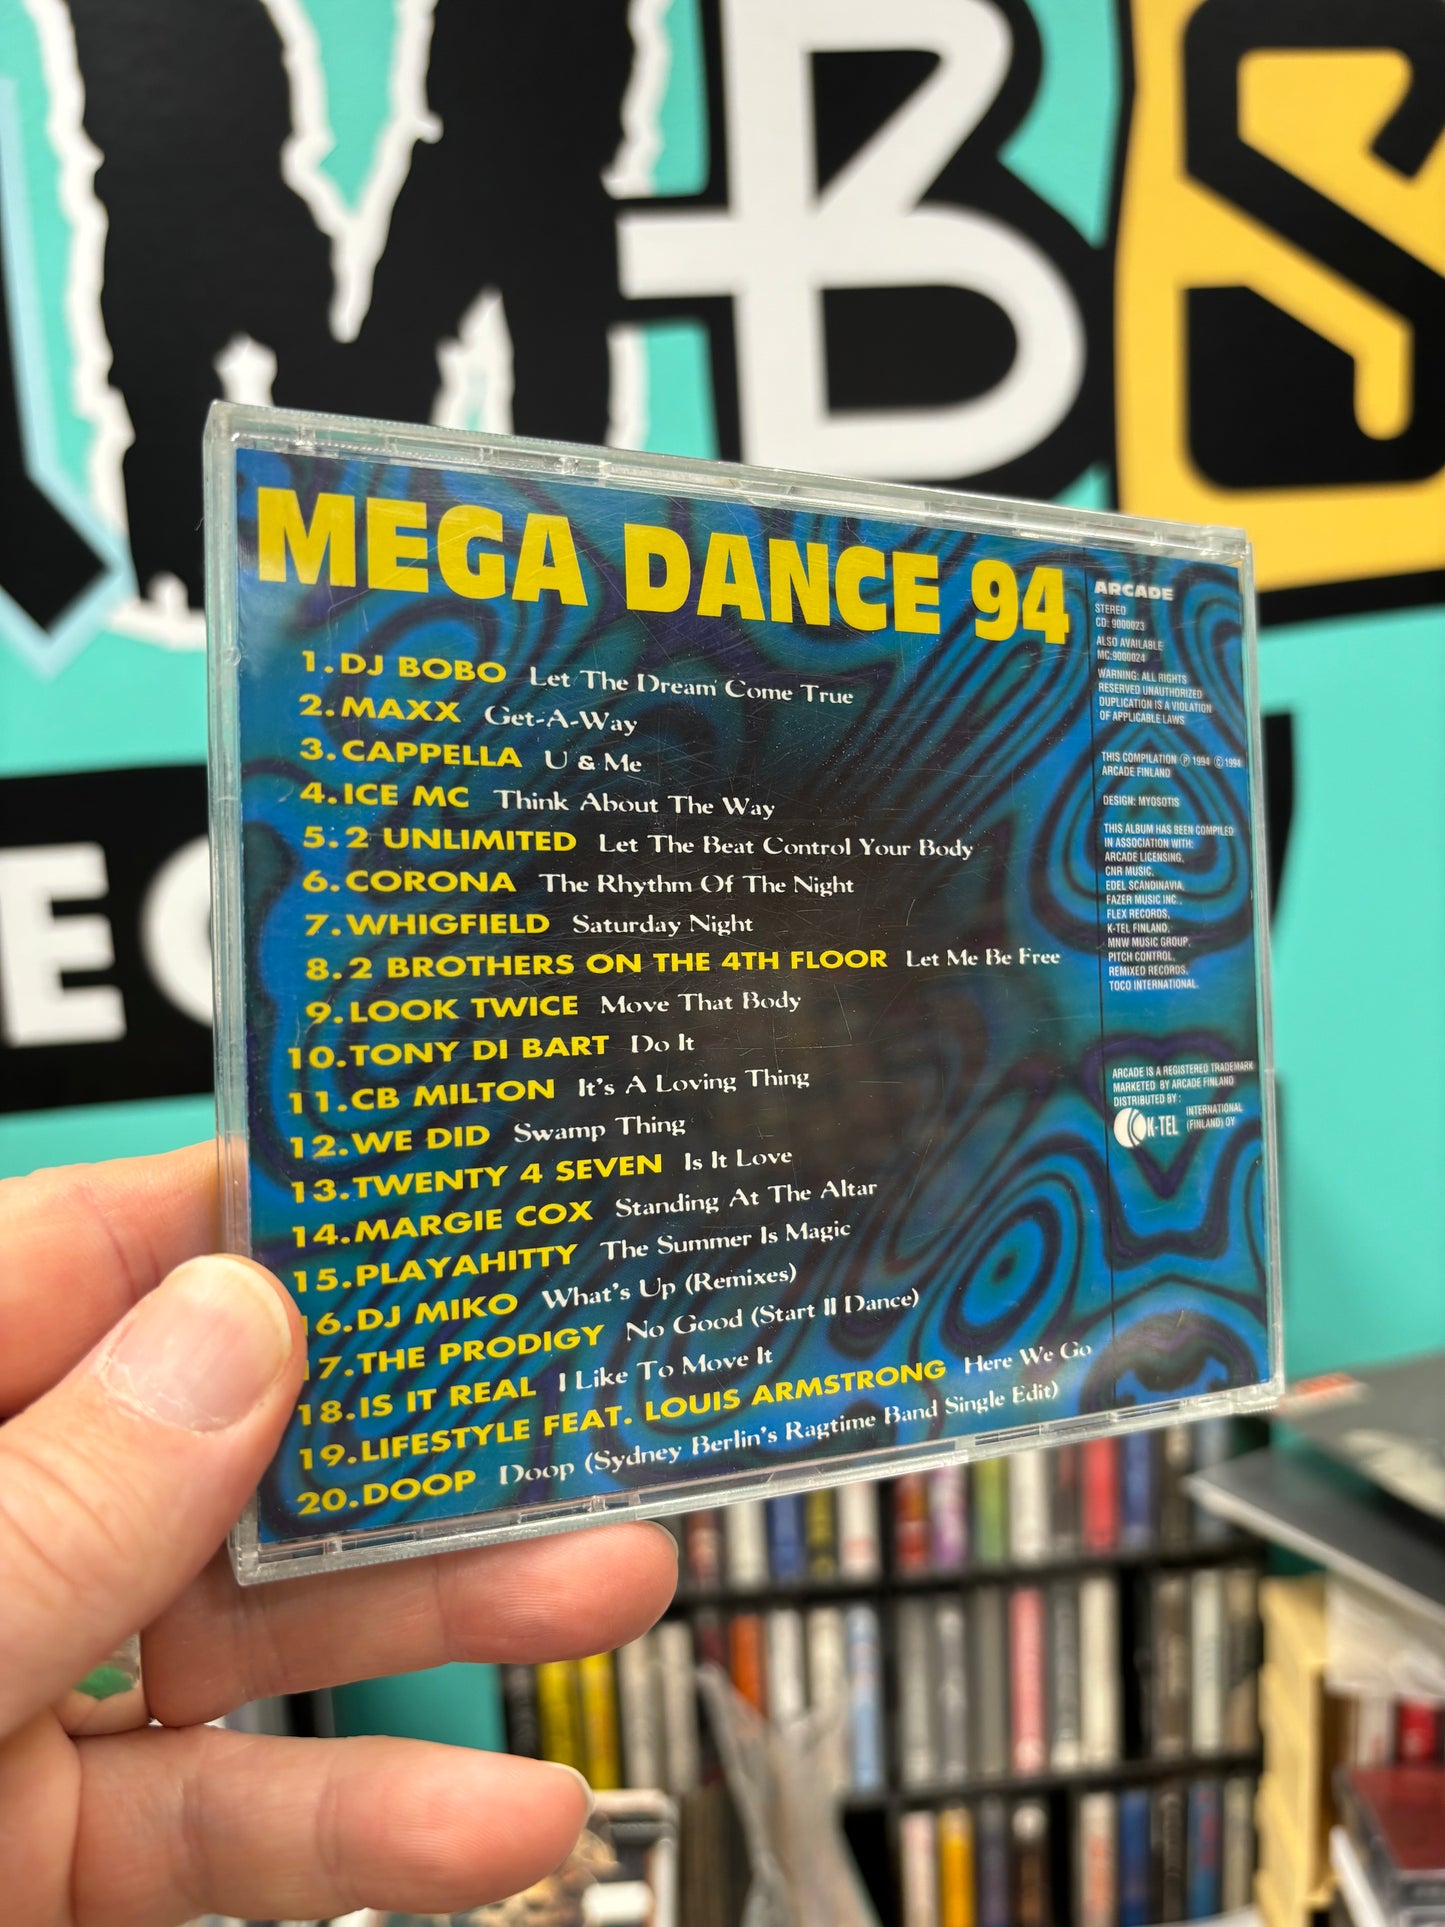 MBS
MEGA DANCE 94
1. DJ BOBO Let The Dream Come True
2. MAXX Get-A-Way
3. CAPPELLA U & Me
4. ICE MC Think About The Way
5. 2 UNLIMITED Let The Beat Control Your Body
6. CORONA The Rhythm Of The Night
7. WHIGFIELD Saturday Night
8. 2 BROTHERS ON THE 4TH FLOOR Let Me Be Free
9. LOOK TWICE Move That Body
10. TONY DI BART Do It
11. CB MILTON It's A Loving Thing
12. WE DID Swamp Thing
13. TWENTY 4 SEVEN Is It Love
14. MARGIE COX Standing At The Altar
15. PLAYAHITTY The Summer Is Magic
16. DJ MIKO What's Up (Remixes)
17. THE PRODIGY No Good (Start II Dance)
18. IS IT REAL I Like To Move It
19. LIFESTYLE FEAT. LOUIS ARMSTRONG Here We Go
20. DOOP Doop (Sydney Berlin's Ragtime Band Single Edit)
ARCADE
STEREO
CD: 9000023
ALSO AVAILABLE
MC:9000024
WARNING: ALL RIGHTS
RESERVED UNAUTHORIZED
DUPLICATION IS A VIOLATION
OF APPLICABLE LAWS
THIS COMPILATION Ⓟ 1994 © 1994
ARCADE FINLAND
DESIGN: MYOSOTIS
THIS ALBUM HAS BEEN COMPILED
IN ASSOCIATION WITH:
ARCADE LICENSING,
CNR MUSIC,
EDEL SCANDINAVIA,
FAZER MUSIC INC.,
FLEX RECORDS,
K-TEL FINLAND,
MNW MUSIC GROUP,
PITCH CONTROL,
REMIXED RECORDS,
TOCO INTERNATIONAL.
ARCADE IS A REGISTERED TRADEMARK
MARKETED BY ARCADE FINLAND
DISTRIBUTED BY:
K-TEL INTERNATIONAL
(FINLAND) OY